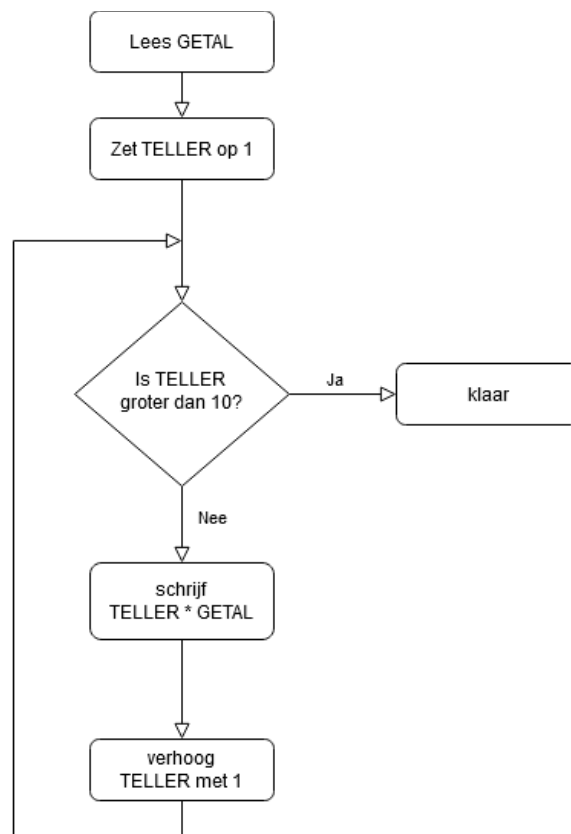 Lees GETAL
Zet TELLER op 1
Is TELLER
groter dan 10?
Ja
klaar
Nee
schrijf
TELLER * GETAL
verhoog
TELLER met 1